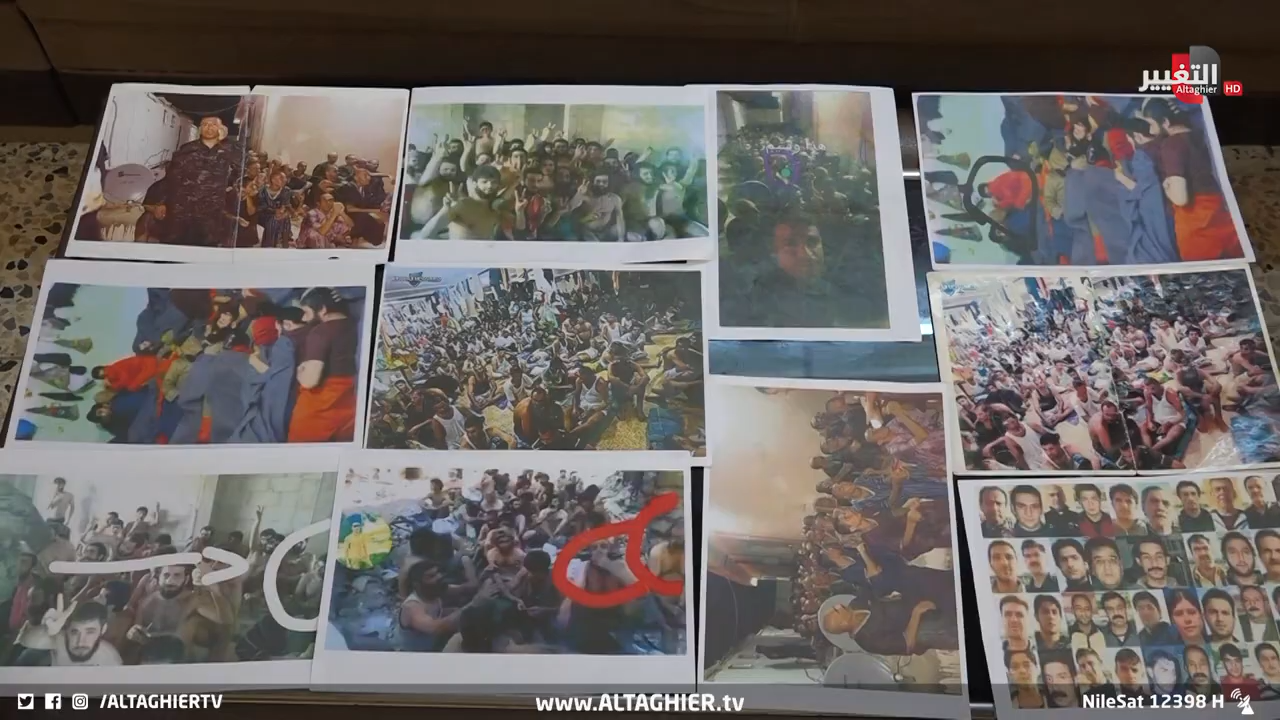 التغيير
Altaghier HD
/ALTAGHIERTV
www.ALTAGHIER.tv
NileSat 12398 H